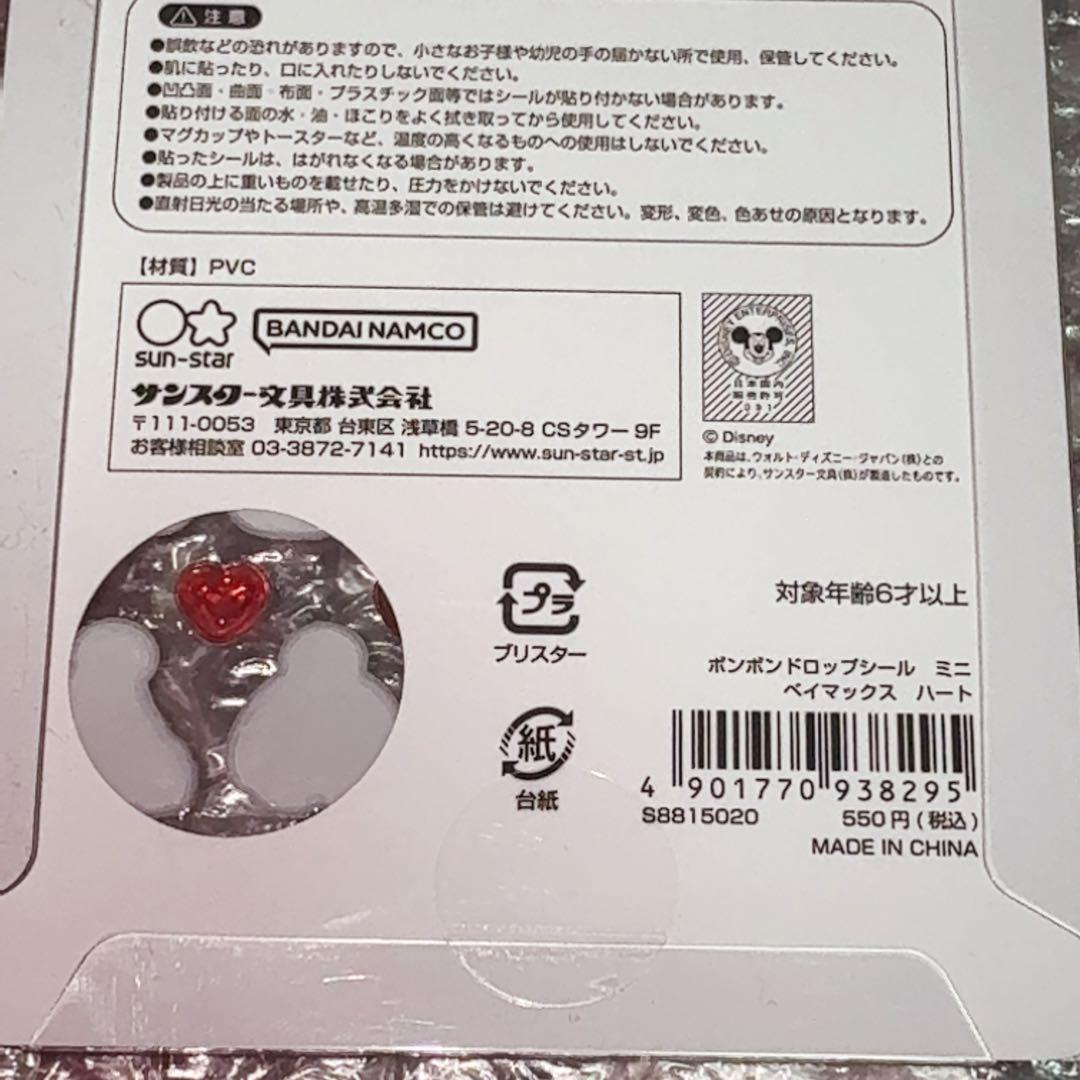 注意
●誤飲などの恐れがありますので、小さなお子様や幼児の手の届かない所で使用、保管してください。
●肌に貼ったり、口に入れたりしないでください。
●凹凸面・曲面・布面・プラスチック面等ではシールが貼り付かない場合があります。
●貼り付ける面の水・油・ほこりをよく拭き取ってから使用してください。
●マグカップやトースターなど、温度の高くなるものへの使用はしないでください。
●貼ったシールは、はがれなくなる場合があります。
●製品の上に重いものを載せたり、圧力をかけないでください。
●直射日光の当たる場所や、高温多湿での保管は避けてください。変形、変色、色あせの原因となります。
【材質】PVC
sun-star
BANDAI NAMCO
サンスター文具株式会社
〒111-0053 東京都 台東区 浅草橋 5-20-8 CSタワー 9F
お客様相談室 03-3872-7141 https://www.sun-star-st.jp
©DISNEY ENTERPRISES, INC.
日本国内
販売許可
091
© Disney
本商品は、ウォルト・ディズニー・ジャパン(株)との
契約により、サンスター文具(株)が製造したものです。
プラ
ブリスター
紙
台紙
対象年齢6才以上
ボンボンドロップシール ミニ
ベイマックス ハート
4 901770 938295
S8815020 550円(税込)
MADE IN CHINA